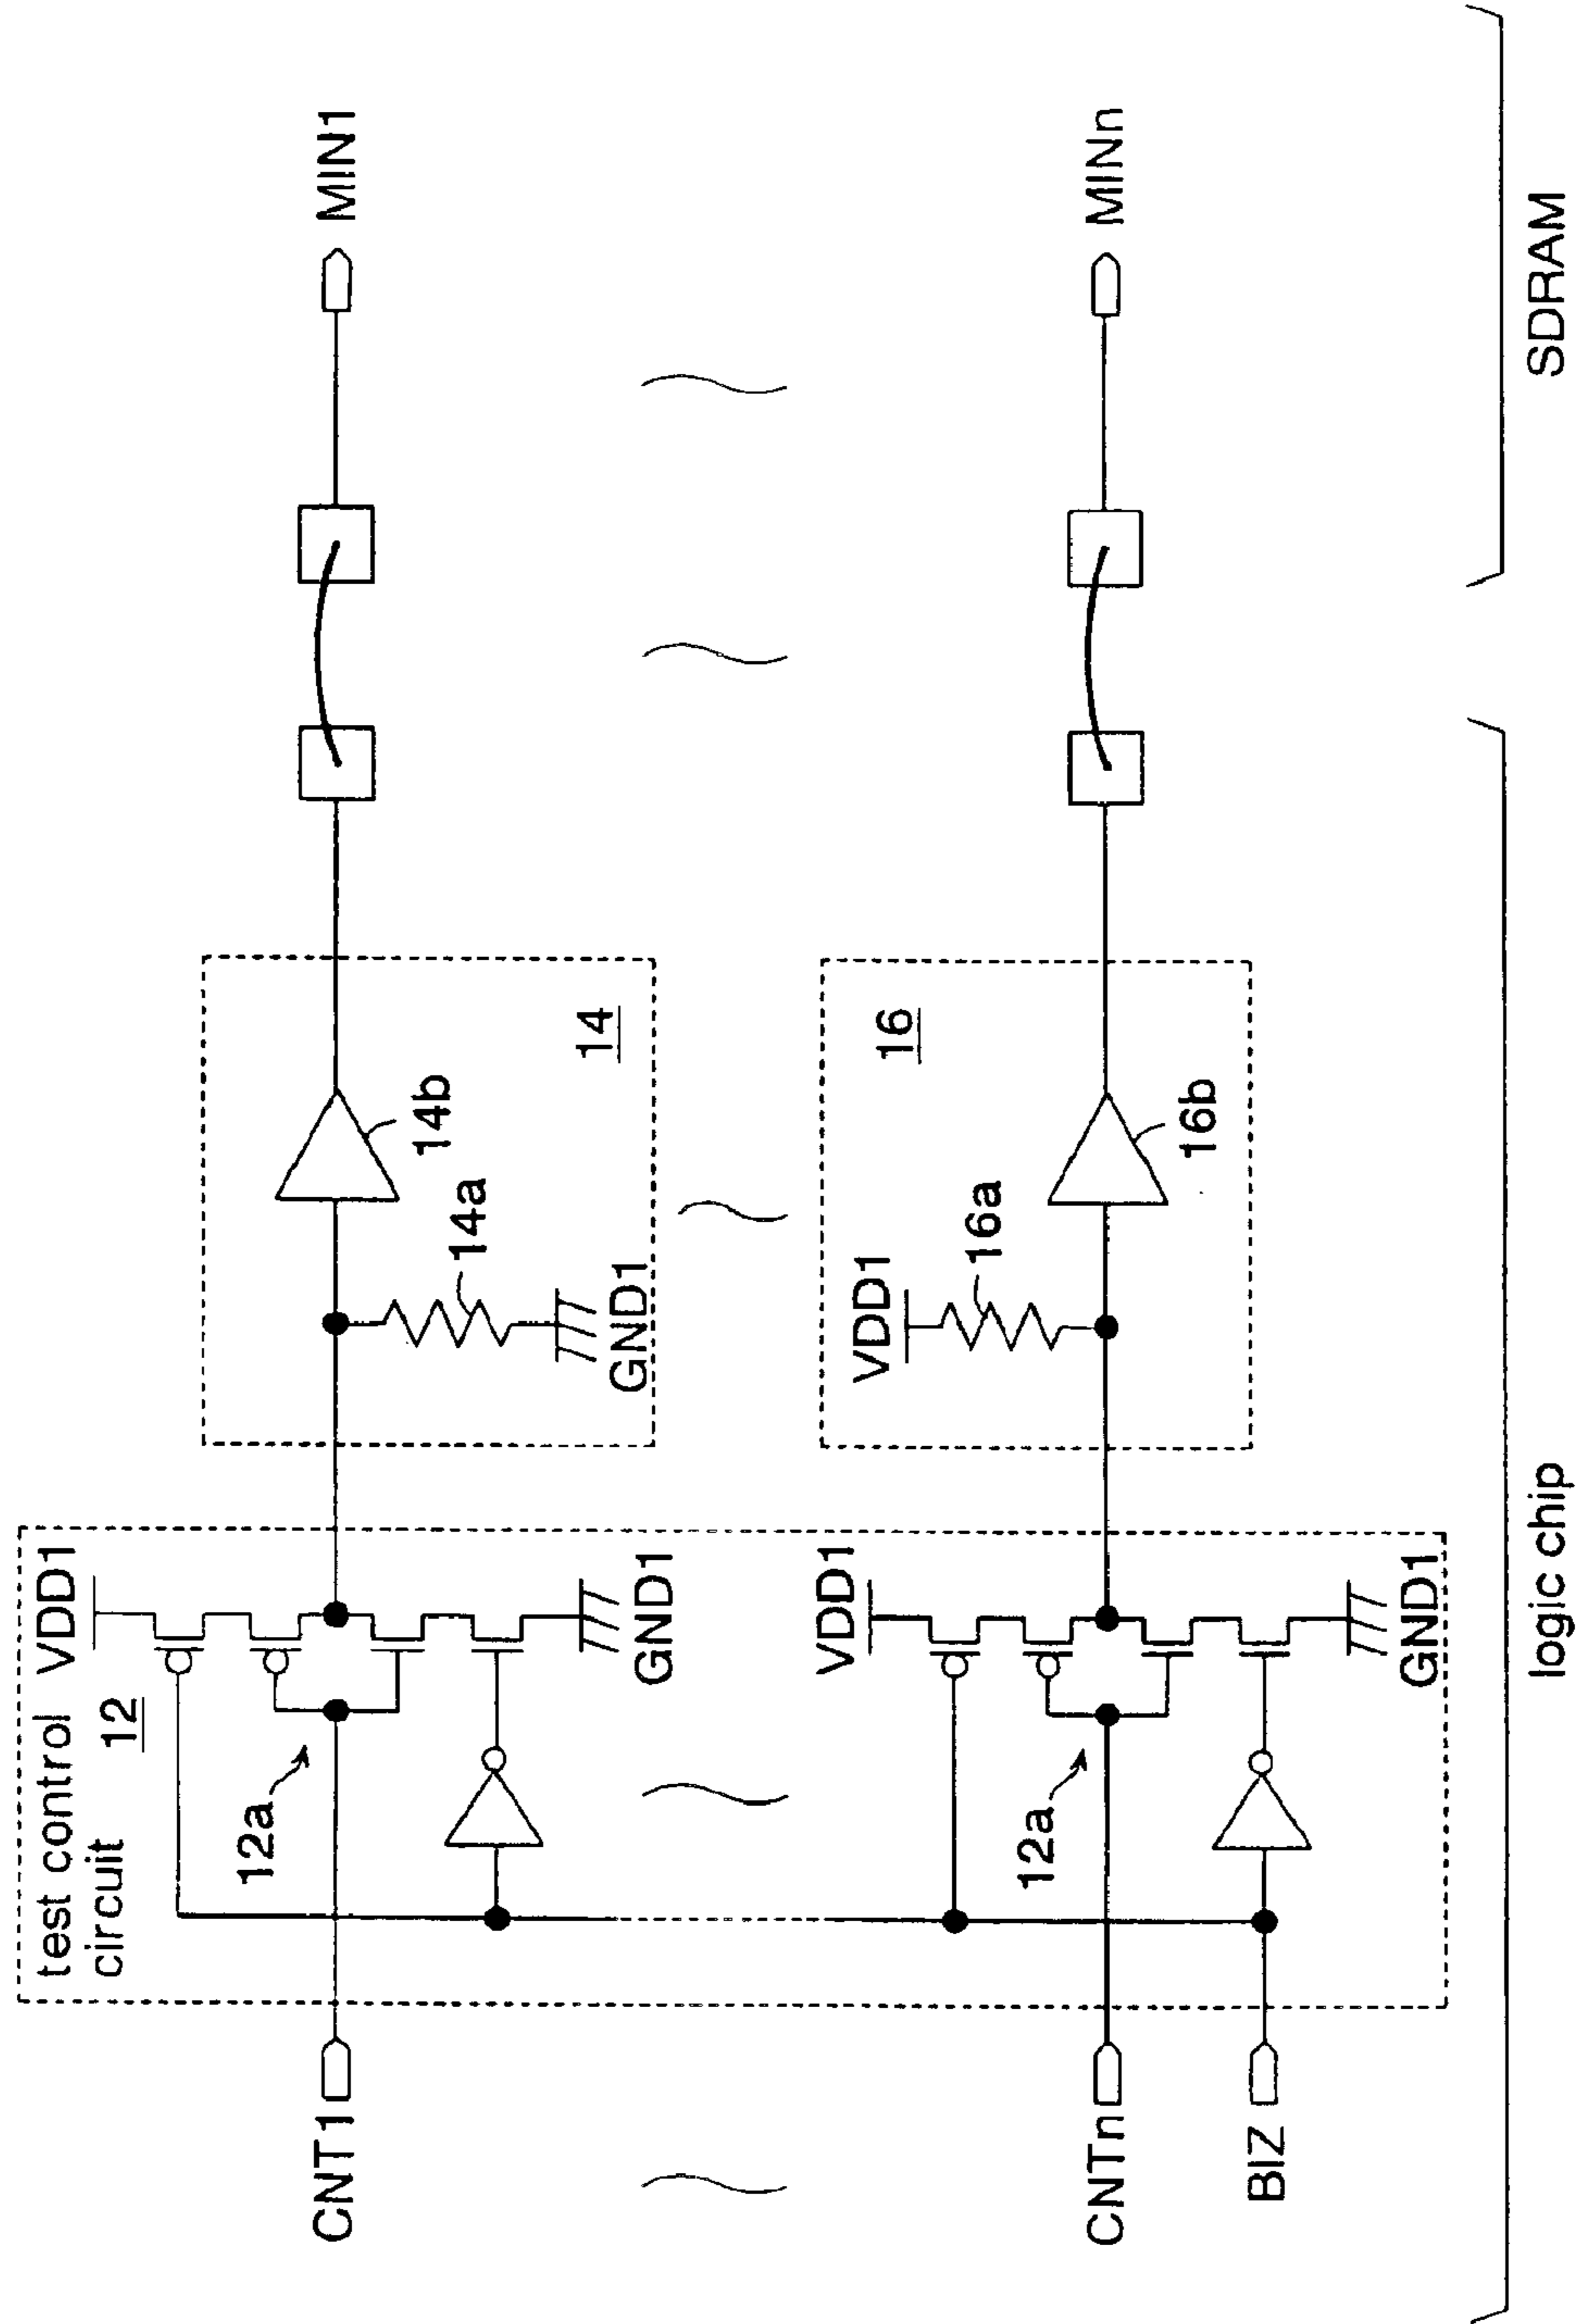 test control
circuit
12
VDD1
12a
GND1
CNT1
14b
14a
14
GND1
MIN1
VDD1
12a
GND1
CNTn
BIZ
VDD1
16a
16
16b
MINn
logic chip
SDRAM